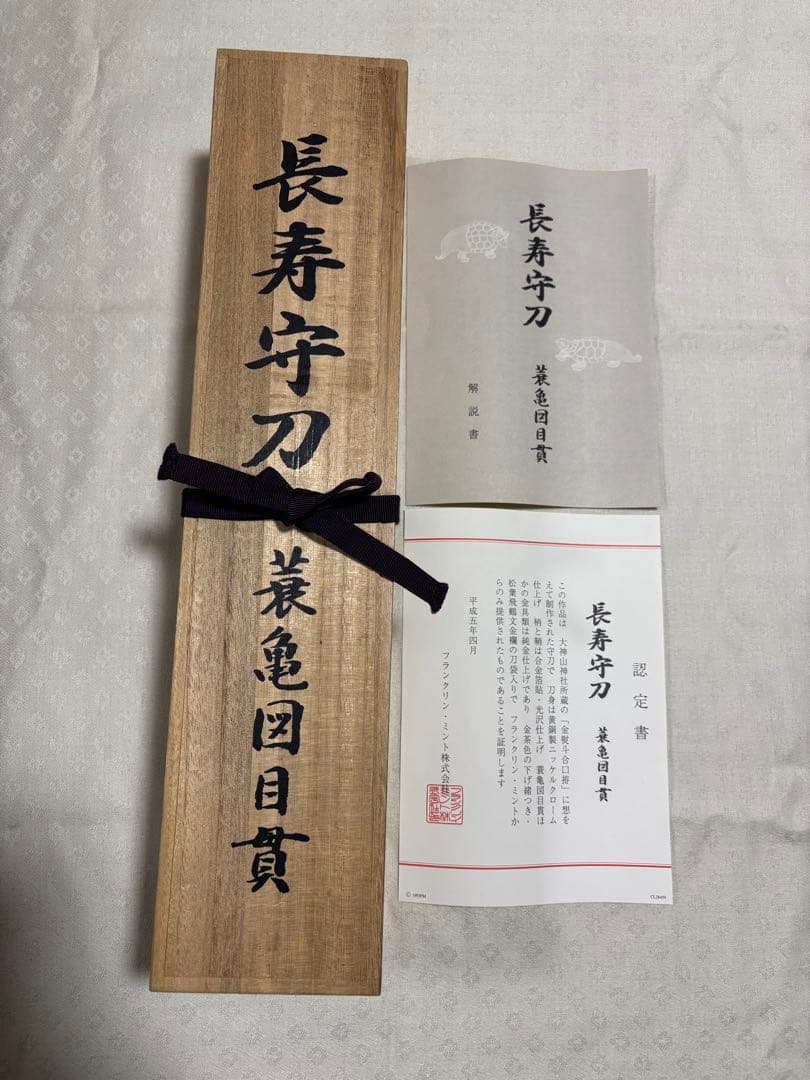 長寿守刀 蓑亀図目貫
長寿守刀
蓑亀図目貫
解説書
認定書
長寿守刀 蓑亀図目貫
この作品は 大神山神社所蔵の「金熨斗合口拵」に想を
えて制作された守刀で 刀身は黄銅製ニッケルクローム
仕上げ 柄と鞘は合金箔貼・光沢仕上げ 蓑亀図目貫ほ
かの金具類は純金仕上げであり 金茶色の下げ緒つき・
松葉飛鶴文金襴の刀袋入りで フランクリン・ミントか
らのみ提供されたものであることを証明します
平成五年四月
フランクリン・ミント株式会社